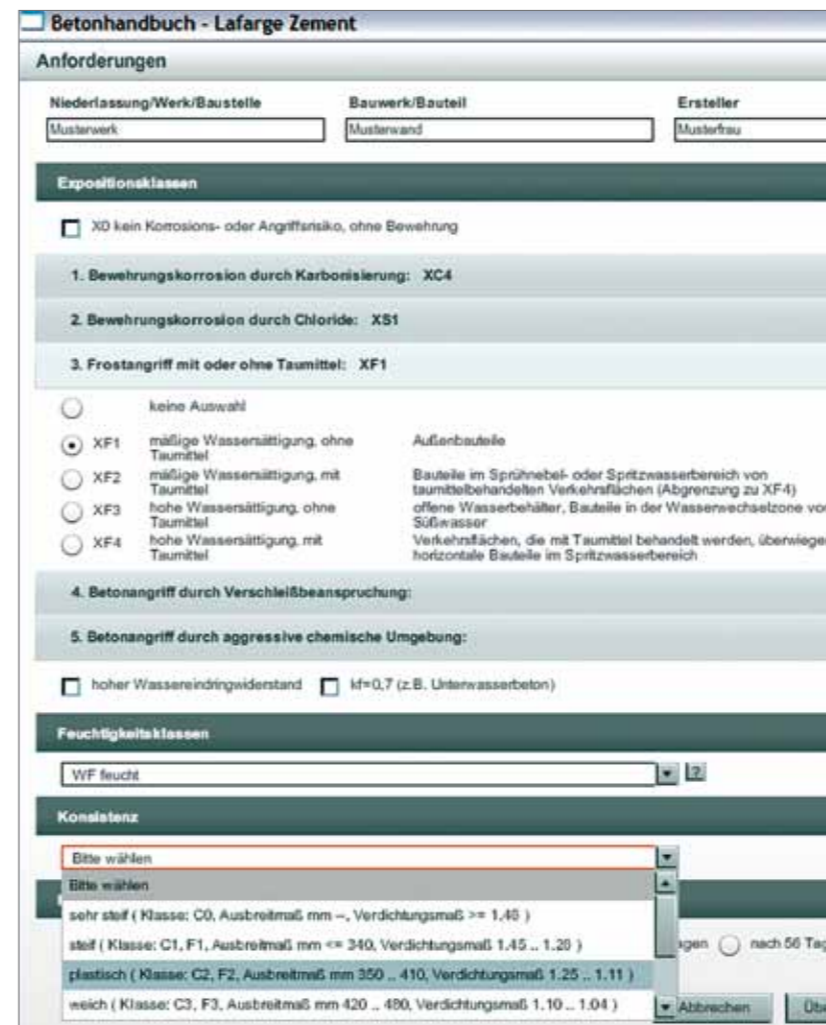 Betonhandbuch - Lafarge Zement
Anforderungen
Niederlassung/Werk/Baustelle Bauwerk/Bauteil Ersteller
Musterwerk Musterwand Musterfrau
Expositionsklassen
X0 kein Korrosions- oder Angriffsrisiko, ohne Bewehrung
1. Bewehrungskorrosion durch Karbonisierung: XC4
2. Bewehrungskorrosion durch Chloride: XS1
3. Frostangriff mit oder ohne Taumittel: XF1
keine Auswahl
XF1 mäßige Wassersättigung, ohne Taumittel Außenbauteile
XF2 mäßige Wassersättigung, mit Taumittel Bauteile im Sprühnebel- oder Spritzwasserbereich von
taumittelbehandelten Verkehrsflächen (Abgrenzung zu XF4)
XF3 hohe Wassersättigung, ohne Taumittel offene Wasserbehälter, Bauteile in der Wasserwechselzone von
Süßwasser
XF4 hohe Wassersättigung, mit Taumittel Verkehrsflächen, die mit Taumittel behandelt werden, überwiege
horizontale Bauteile im Spritzwasserbereich
4. Betonangriff durch Verschleißbeanspruchung:
5. Betonangriff durch aggressive chemische Umgebung:
hoher Wassereindringwiderstand kf=0,7 (z.B. Unterwasserbeton)
Feuchtigkeitsklassen
WF feucht ?
Konsistenz
Bitte wählen
Bitte wählen
sehr steif ( Klasse: C0, Ausbreitmaß mm --, Verdichtungsmaß >= 1.46 )
steif ( Klasse: C1, F1, Ausbreitmaß mm <= 340, Verdichtungsmaß 1.45 .. 1.26 )
agen nach 56 Tag
plastisch ( Klasse: C2, F2, Ausbreitmaß mm 350 .. 410, Verdichtungsmaß 1.25 .. 1.11 )
weich ( Klasse: C3, F3, Ausbreitmaß mm 420 .. 480, Verdichtungsmaß 1.10 .. 1.04 )
Abbrechen Übe